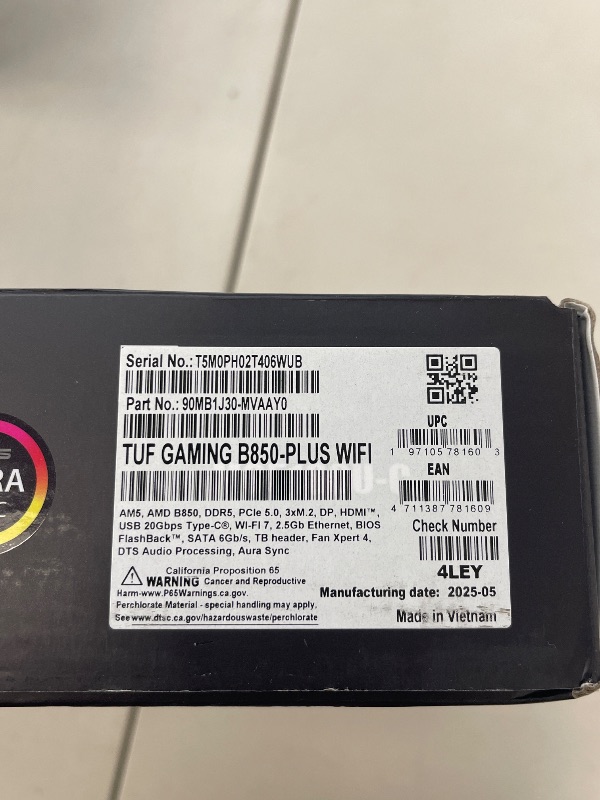 Serial No.: T5M0PH02T406WUB
Part No.: 90MB1J30-MVAAY0
TUF GAMING B850-PLUS WIFI
AM5, AMD B850, DDR5, PCIe 5.0, 3xM.2, DP, HDMI™,
USB 20Gbps Type-C®, WI-FI 7, 2.5Gb Ethernet, BIOS
FlashBack™, SATA 6Gb/s, TB header, Fan Xpert 4,
DTS Audio Processing, Aura Sync
California Proposition 65
WARNING Cancer and Reproductive
Harm-www.P65Warnings.ca.gov.
Perchlorate Material - special handling may apply.
See www.dtsc.ca.gov/hazardouswaste/perchlorate
UPC
1 97105 78160 3
EAN
4 711387 781609
Check Number
4LEY
Manufacturing date: 2025-05
Made in Vietnam
S
RA
C